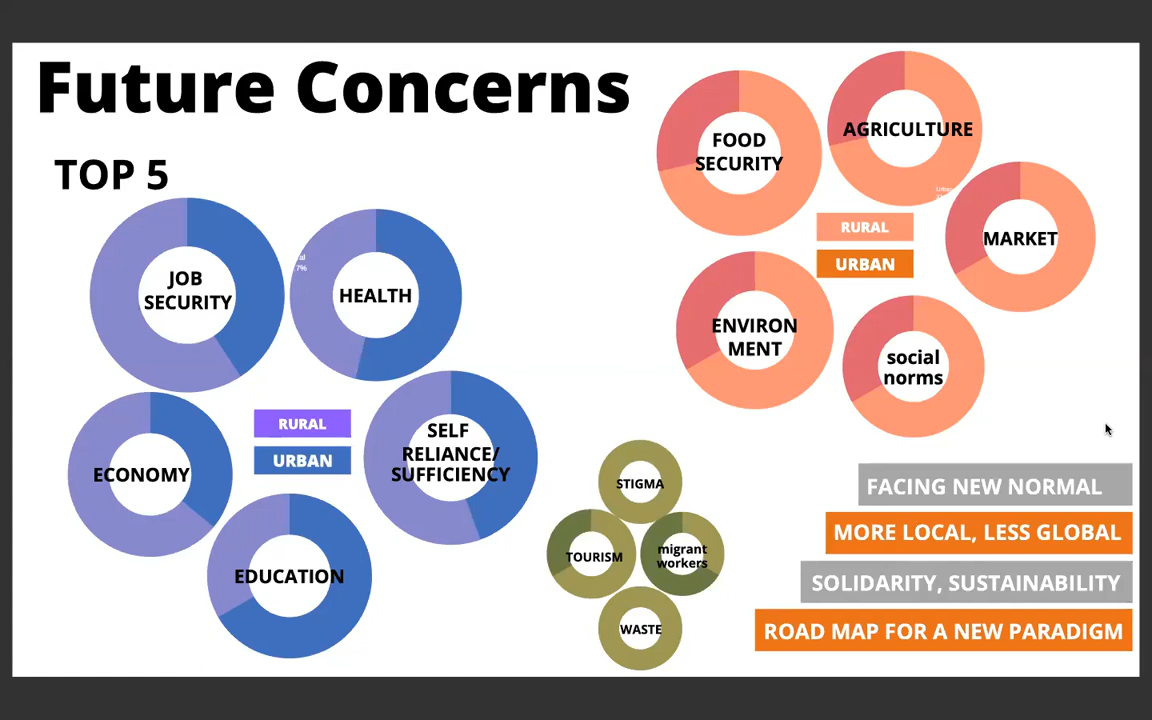 Future Concerns
TOP 5
JOB
SECURITY
HEALTH
ECONOMY
RURAL
URBAN
SELF
RELIANCE/
SUFFICIENCY
EDUCATION
FOOD
SECURITY
AGRICULTURE
MARKET
RURAL
URBAN
ENVIRON
MENT
social
norms
STIGMA
TOURISM
migrant
workers
WASTE
FACING NEW NORMAL
MORE LOCAL, LESS GLOBAL
SOLIDARITY, SUSTAINABILITY
ROAD MAP FOR A NEW PARADIGM